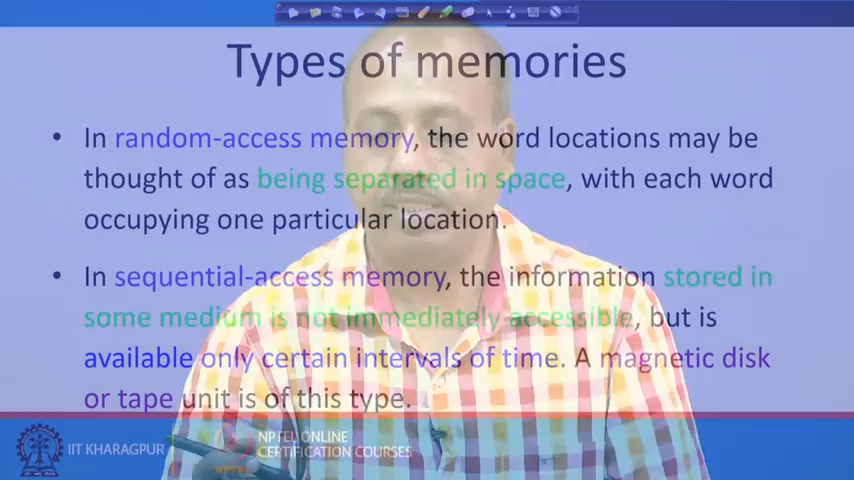 Types of memories
• In random-access memory, the word locations may be
thought of as being separated in space, with each word
occupying one particular location.
• In sequential-access memory, the information stored in
some medium is not immediately accessible, but is
available only certain intervals of time. A magnetic disk
or tape unit is of this type.
IIT KHARAGPUR
NPTEL
NPTEL ONLINE
CERTIFICATION COURSES